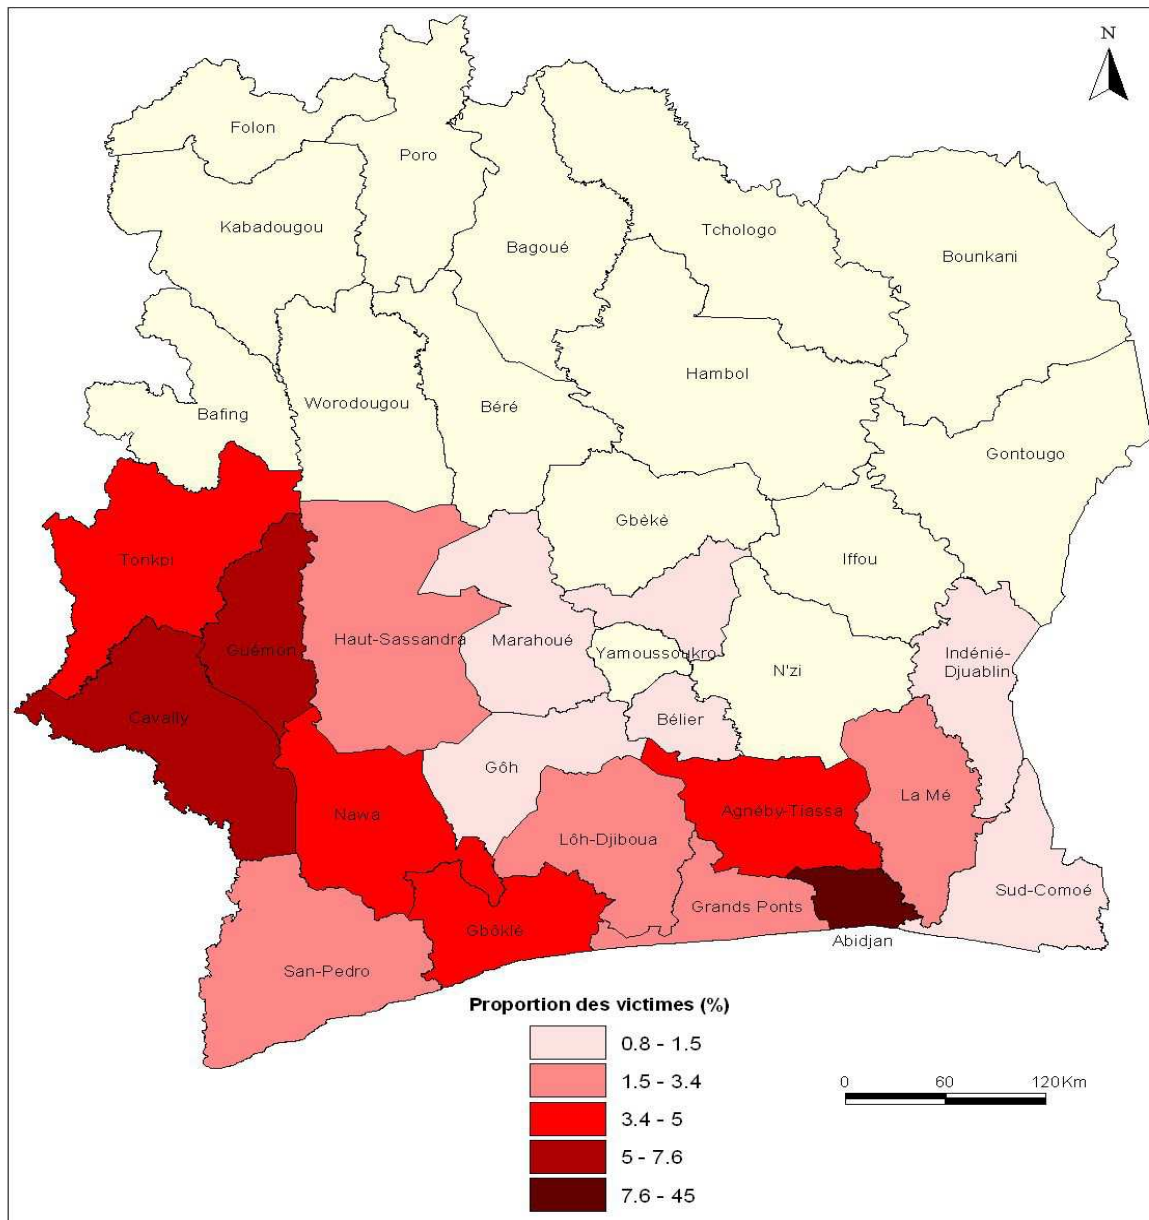 N
Folon
Poro
Kabadougou
Bagoué
Tchologo
Bounkani
Hambol
Bafing
Worodougou
Béré
Gontougo
Gbèkè
Tonkpi
Iffou
Haut-Sassandra
Marahoué
Guémon
Yamoussoukro
N'zi
Indénié-
Djuablin
Cavally
Bélier
Gôh
La Mé
Nawa
Agnéby-Tiassa
Lôh-Djiboua
Sud-Comoé
Grands Ponts
Gbôklé
Abidjan
San-Pedro
Proportion des victimes (%)
0.8 - 1.5
1.5 - 3.4
3.4 - 5
5 - 7.6
7.6 - 45
0 60 120Km